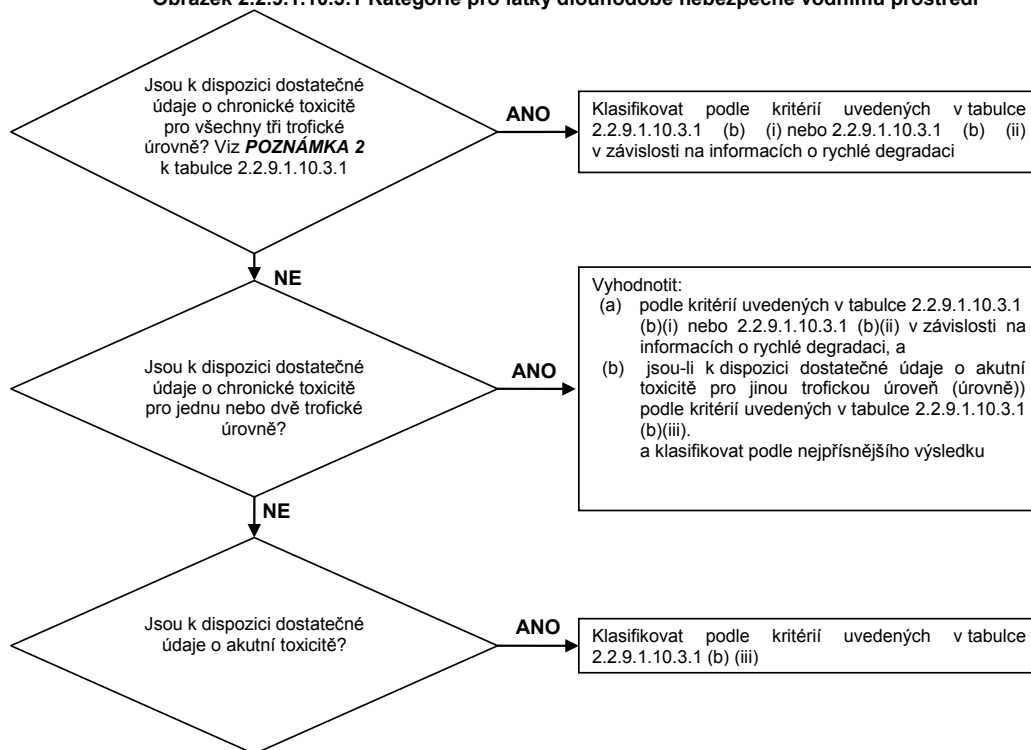 Obrázek 2.2.9.1.10.3.1 Kategorie pro látky dlouhodobě nebezpečné vodnímu prostředí
Jsou k dispozici dostatečné
údaje o chronické toxicitě
pro všechny tři trofické
úrovně? Viz POZNÁMKA 2
k tabulce 2.2.9.1.10.3.1
ANO
Klasifikovat podle kritérií uvedených v tabulce
2.2.9.1.10.3.1 (b) (i) nebo 2.2.9.1.10.3.1 (b) (ii)
v závislosti na informacích o rychlé degradaci
NE
Jsou k dispozici dostatečné
údaje o chronické toxicitě
pro jednu nebo dvě trofické
úrovně?
ANO
Vyhodnotit:
(a) podle kritérií uvedených v tabulce 2.2.9.1.10.3.1
(b)(i) nebo 2.2.9.1.10.3.1 (b)(ii) v závislosti na
informacích o rychlé degradaci, a
(b) jsou-li k dispozici dostatečné údaje o akutní
toxicitě pro jinou trofickou úroveň (úrovně))
podle kritérií uvedených v tabulce 2.2.9.1.10.3.1
(b)(iii).
a klasifikovat podle nejpřísnějšího výsledku
NE
Jsou k dispozici dostatečné
údaje o akutní toxicitě?
ANO
Klasifikovat podle kritérií uvedených v tabulce
2.2.9.1.10.3.1 (b) (iii)